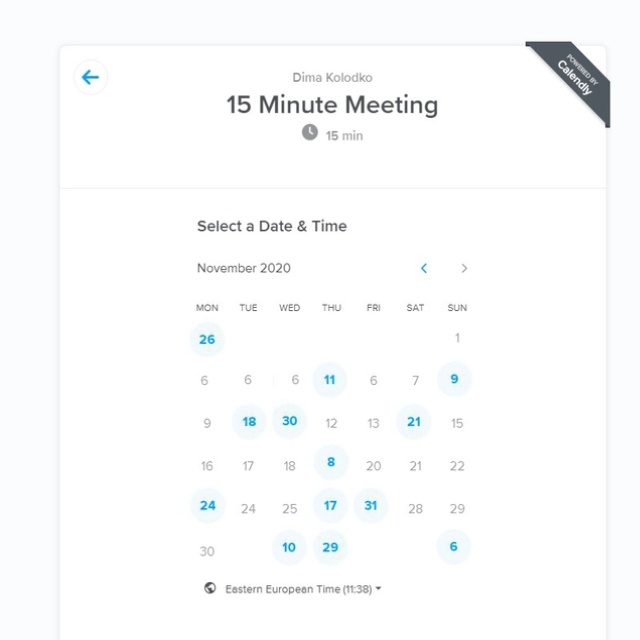 Dima Kolodko
POWERED BY
Calendly
15 Minute Meeting
15 min
Select a Date & Time
November 2020
MON TUE WED THU FRI SAT SUN
26 1
6 6 6 11 6 7 9
9 18 30 12 13 21 15
16 17 18 8 20 21 22
24 24 25 17 31 28 29
30 10 29 6
Eastern European Time (11:38)